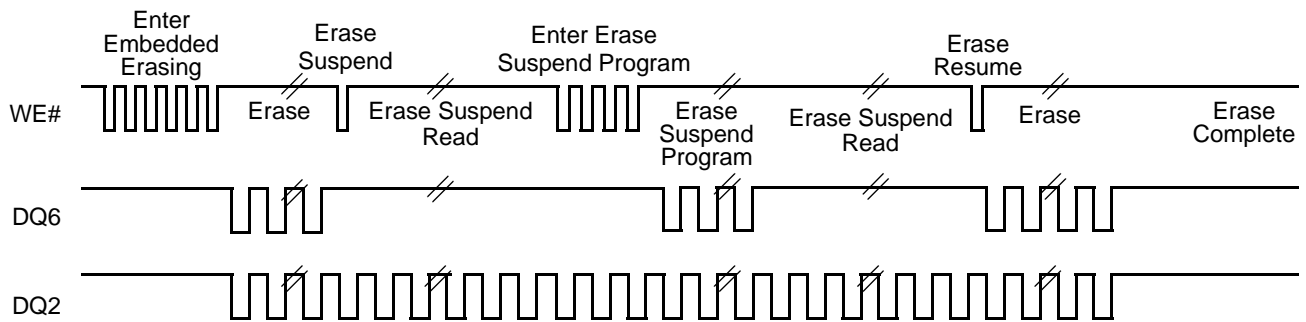 Enter
Embedded
Erasing
Erase
Suspend
Enter Erase
Suspend Program
Erase
Resume
WE#
Erase
Erase Suspend
Read
Erase
Suspend
Program
Erase Suspend
Read
Erase
Erase
Complete
DQ6
DQ2